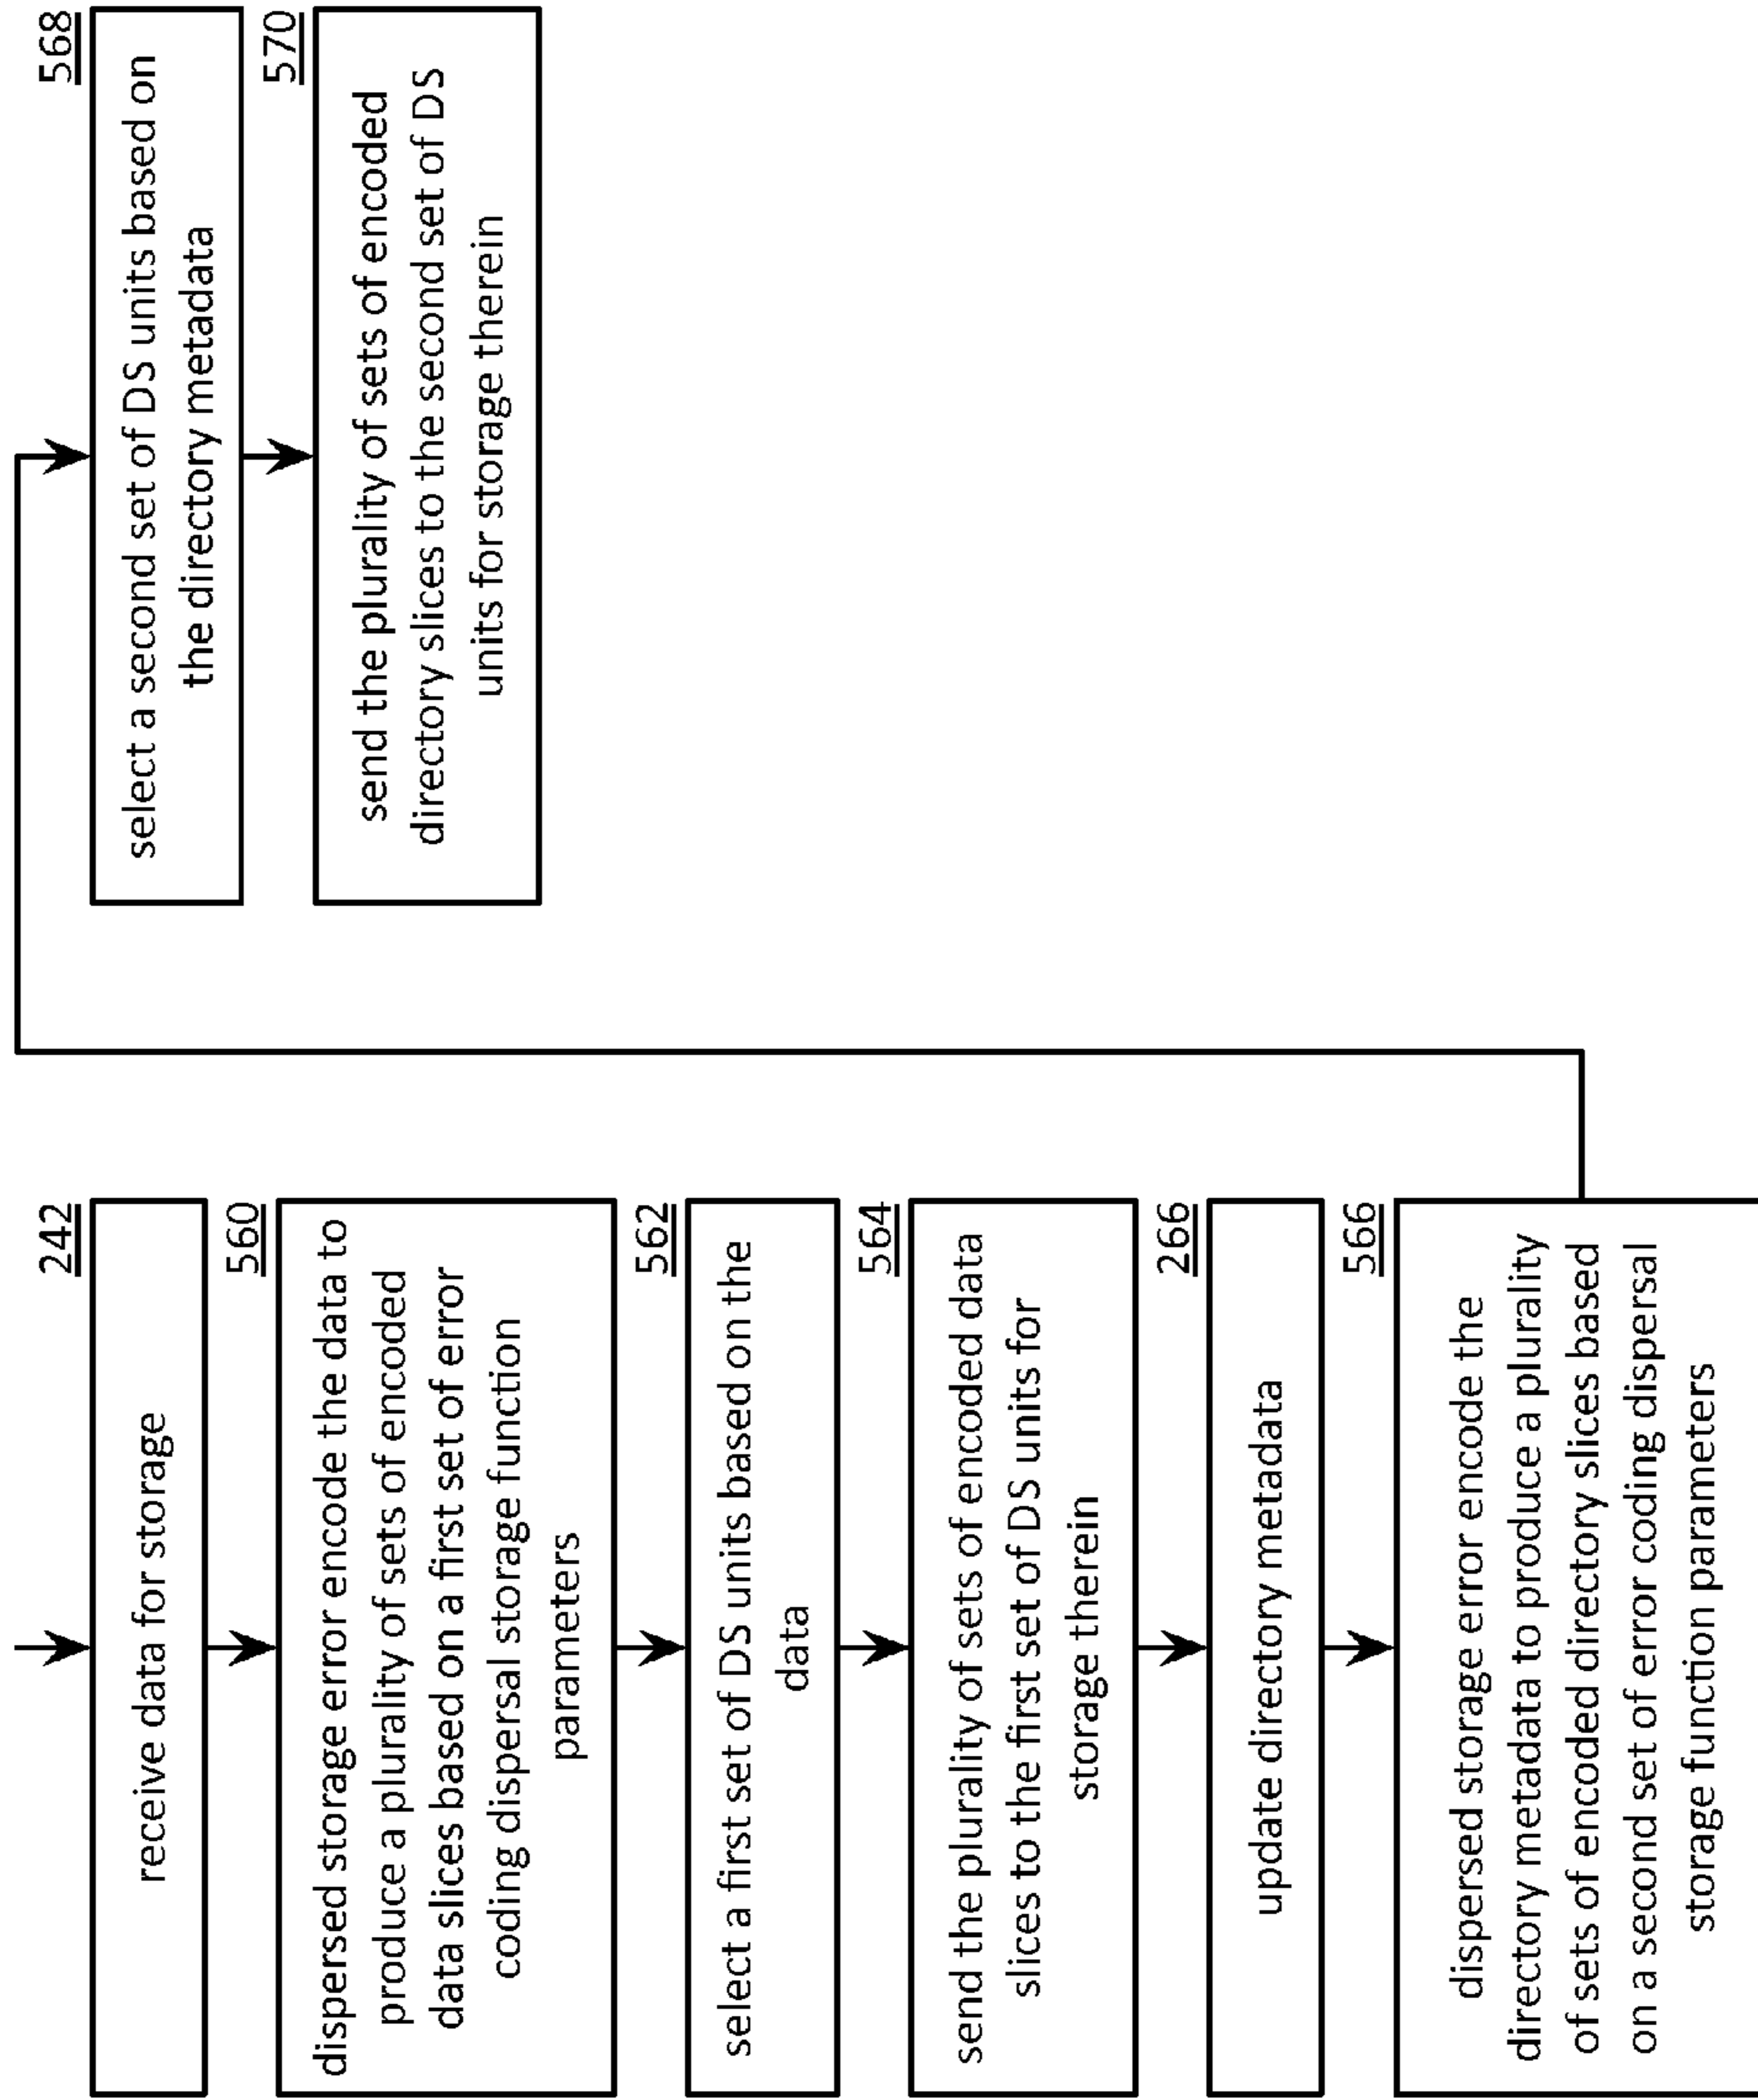 242
receive data for storage
560
dispersed storage error encode the data to
produce a plurality of sets of encoded
data slices based on a first set of error
coding dispersal storage function
parameters
562
select a first set of DS units based on the
data
564
send the plurality of sets of encoded data
slices to the first set of DS units for
storage therein
266
update directory metadata
566
dispersed storage error encode the
directory metadata to produce a plurality
of sets of encoded directory slices based
on a second set of error coding dispersal
storage function parameters
568
select a second set of DS units based on
the directory metadata
570
send the plurality of sets of encoded
directory slices to the second set of DS
units for storage therein